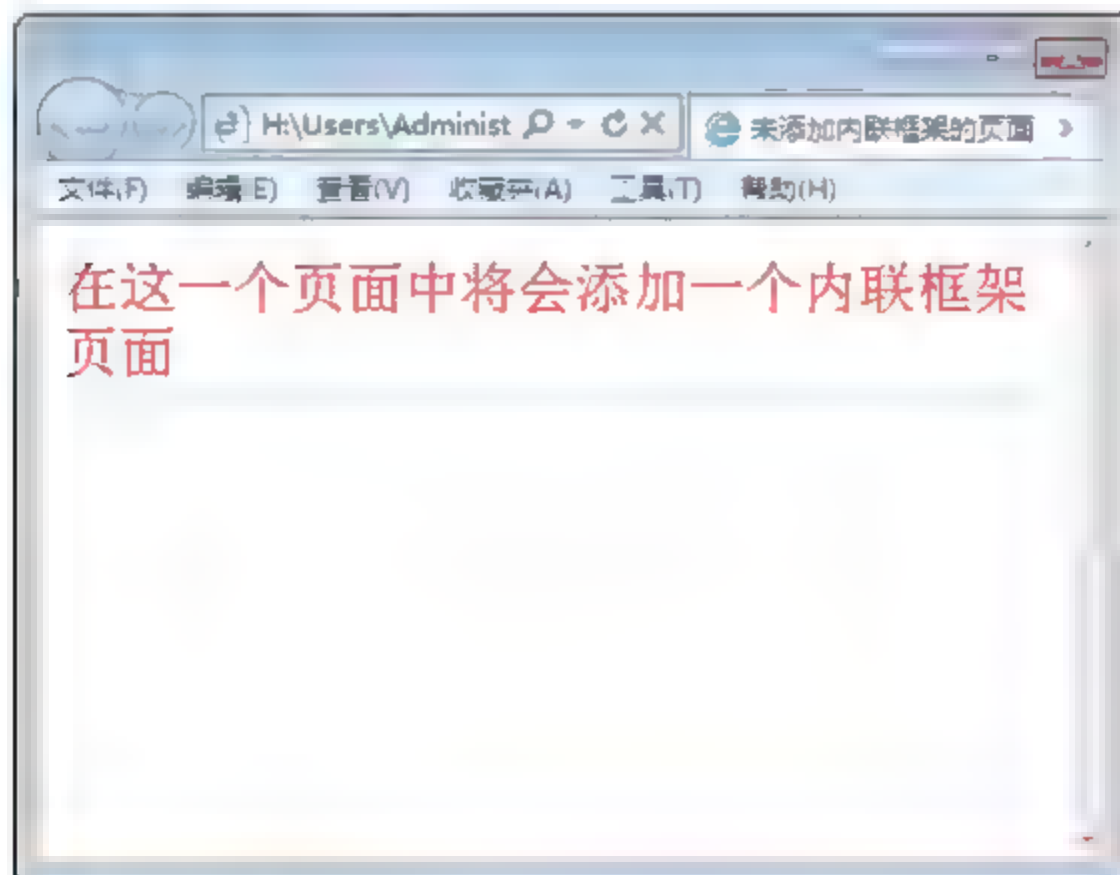 H:\Users\Administ
未添加内联框架的页面
文件(F) 编辑(E) 查看(V) 收藏夹(A) 工具(T) 帮助(H)
在这一个页面中将会添加一个内联框架
页面